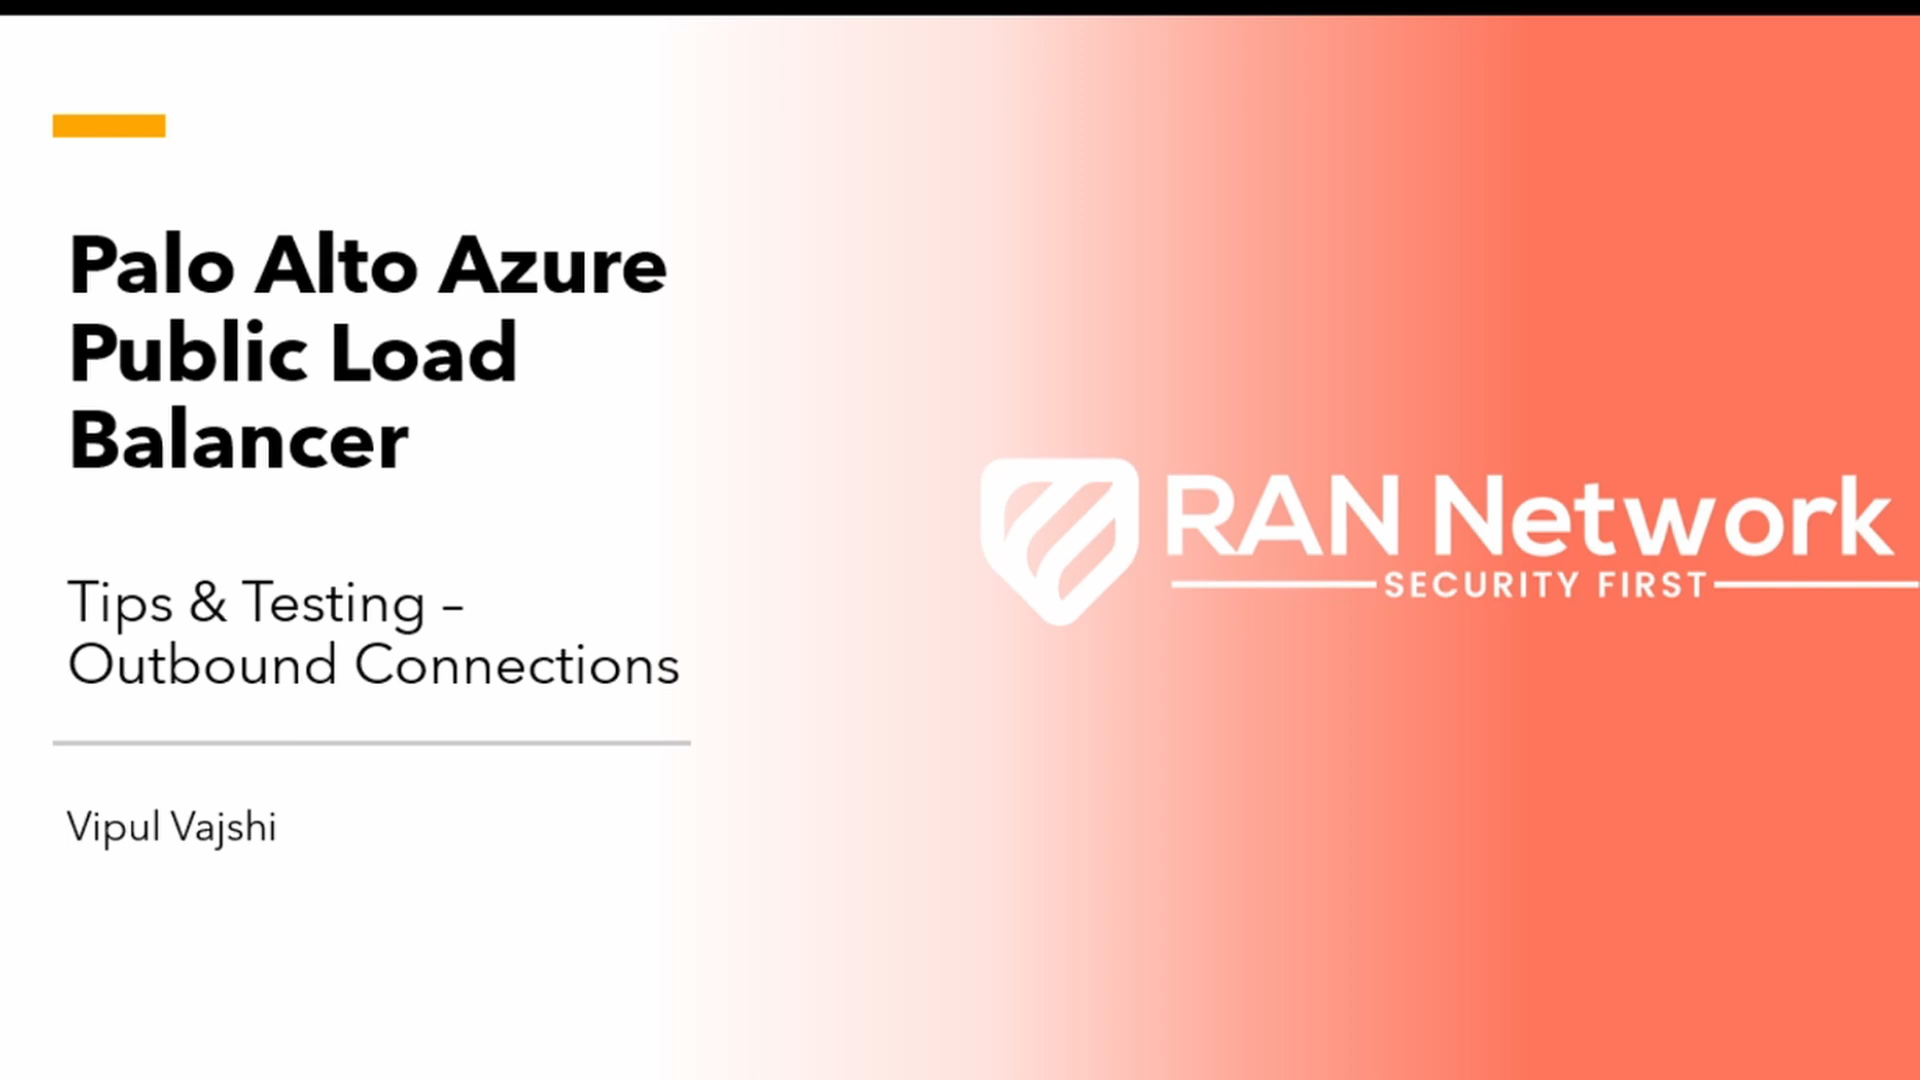 Palo Alto Azure
Public Load
Balancer
Tips & Testing –
Outbound Connections
Vipul Vajshi
RAN Network
SECURITY FIRST